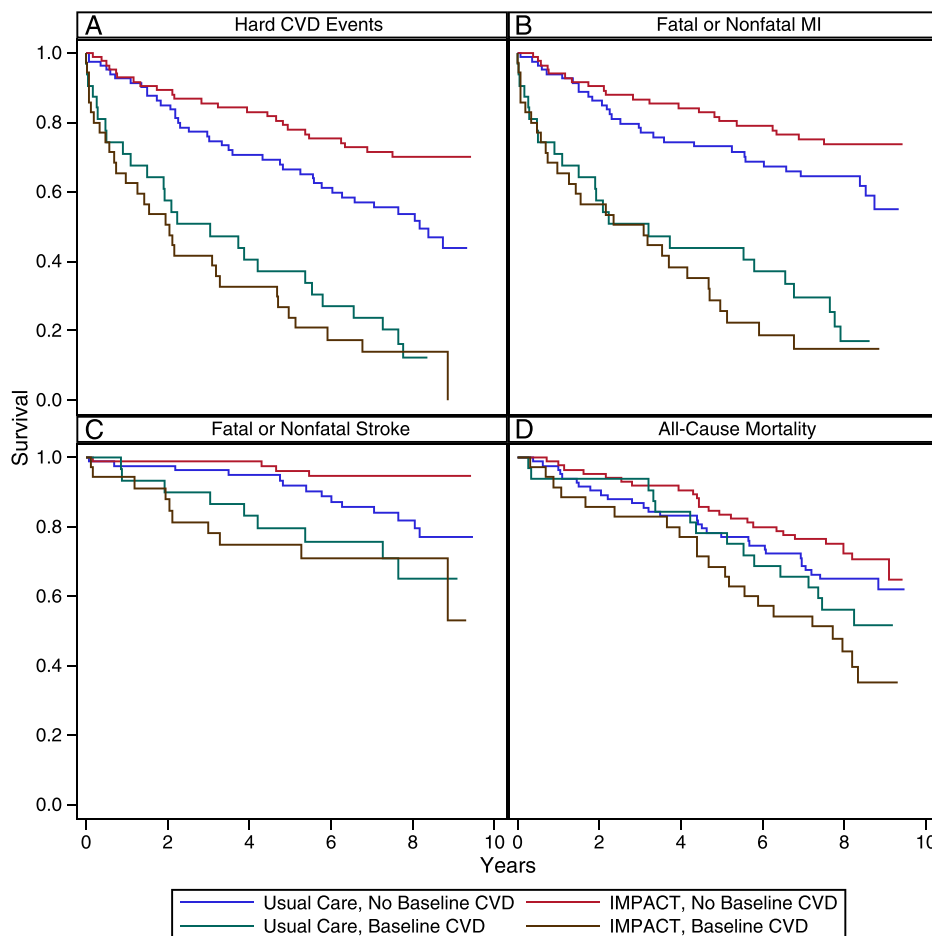 A Hard CVD Events
B Fatal or Nonfatal MI
1.0
0.8
0.6
0.4
0.2
0.0
C Fatal or Nonfatal Stroke
D All-Cause Mortality
1.0
0.8
0.6
0.4
0.2
0.0
Survival
0 2 4 6 8 10
0 2 4 6 8 10
Years
Usual Care, No Baseline CVD
IMPACT, No Baseline CVD
Usual Care, Baseline CVD
IMPACT, Baseline CVD